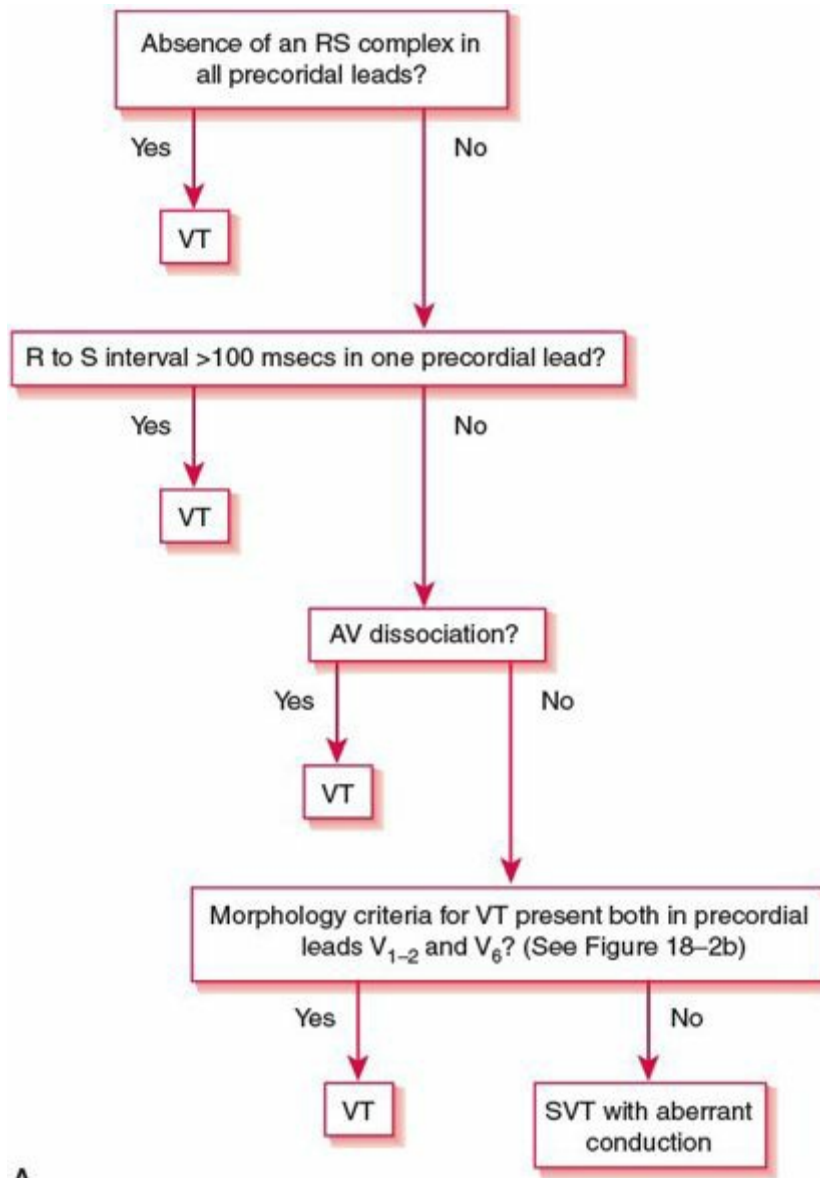 Absence of an RS complex in
all precoridal leads?
Yes
No
VT
R to S interval >100 msecs in one precordial lead?
Yes
No
VT
AV dissociation?
Yes
No
VT
Morphology criteria for VT present both in precordial
leads V1–2 and V6? (See Figure 18–2b)
Yes
No
VT
SVT with aberrant
conduction
A